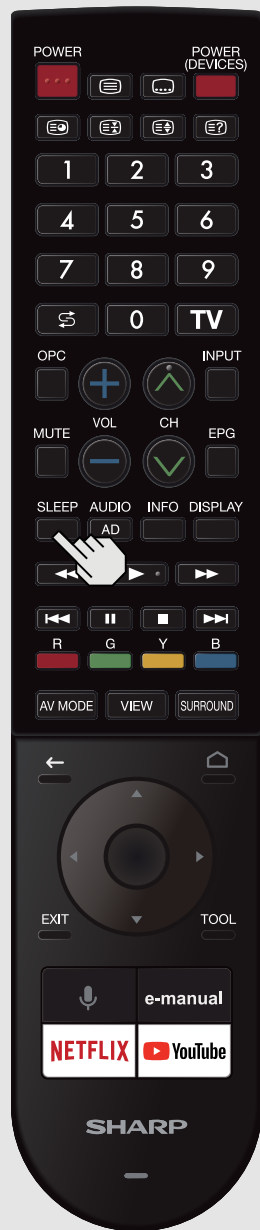 POWER
POWER
(DEVICES)
1 2 3
4 5 6
7 8 9
0 TV
OPC
INPUT
MUTE
VOL
CH
EPG
SLEEP AUDIO INFO DISPLAY
AD
R G Y B
AV MODE VIEW SURROUND
EXIT
TOOL
e-manual
NETFLIX YouTube
SHARP